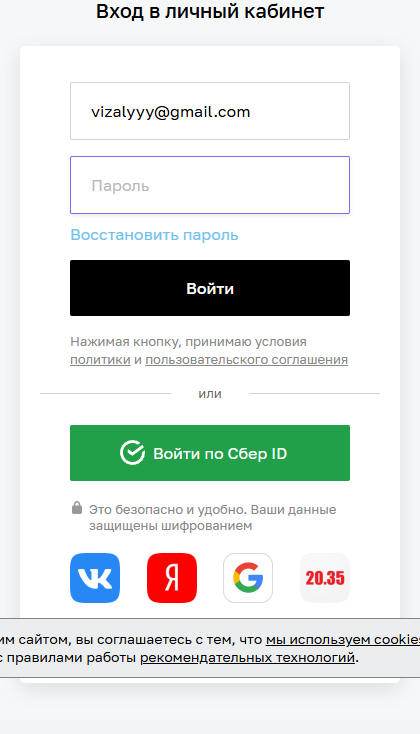 Вход в личный кабинет
vizalyyy@gmail.com
Пароль
Восстановить пароль
Войти
Нажимая кнопку, принимаю условия
политики и пользовательского соглашения
или
Войти по Сбер ID
Это безопасно и удобно. Ваши данные
защищены шифрованием
Я
G
20.35
им сайтом, вы соглашаетесь с тем, что мы используем cookies
с правилами работы рекомендательных технологий.